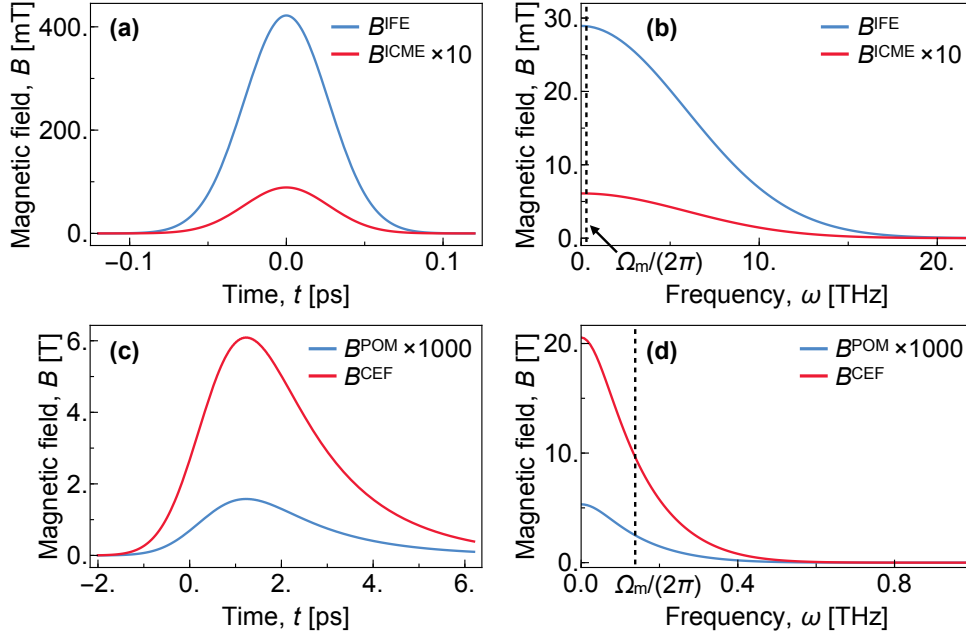 (a)
B^IFE
B^ICME ×10
Magnetic field, B [mT]
400.
200.
0.
−0.1
0.0
0.1
Time, t [ps]
(b)
B^IFE
B^ICME ×10
Magnetic field, B [mT]
30.
20.
10.
0.
0.
10.
20.
Ω_m/(2π)
Frequency, ω [THz]
(c)
B^POM ×1000
B^CEF
Magnetic field, B [T]
6.
4.
2.
0.
−2.
0.
2.
4.
6.
Time, t [ps]
(d)
B^POM ×1000
B^CEF
Magnetic field, B [T]
20.
10.
0.
0.0
0.4
0.8
Ω_m/(2π)
Frequency, ω [THz]